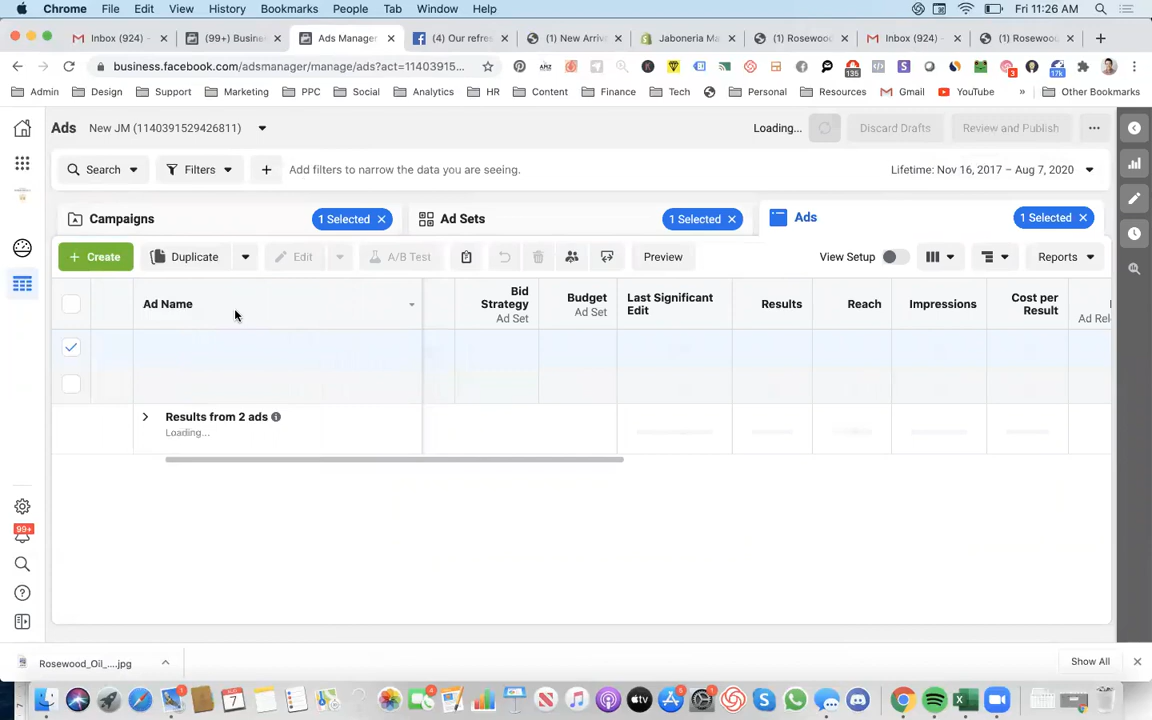 Chrome File Edit View History Bookmarks People Tab Window Help Fri 11:26 AM
Inbox (924) - (99+) Busine Ads Manager (4) Our refres (1) New Arriv Jaboneria Ma (1) Rosewoo Inbox (924) - (1) Rosewoo
business.facebook.com/adsmanager/manage/ads?act=11403915...
135 3 17k
Admin Design Support Marketing PPC Social Analytics HR Content Finance Tech Personal Resources Gmail YouTube » Other Bookmarks
Ads New JM (1140391529426811) Loading... Discard Drafts Review and Publish
Search Filters Add filters to narrow the data you are seeing. Lifetime: Nov 16, 2017 – Aug 7, 2020
Campaigns 1 Selected Ad Sets 1 Selected Ads 1 Selected
+ Create Duplicate Edit A/B Test Preview View Setup Reports
Ad Name Bid Strategy Ad Set Budget Ad Set Last Significant Edit Results Reach Impressions Cost per Result Ad Rel
Results from 2 ads
Loading...
99+
Rosewood_Oil_....jpg Show All